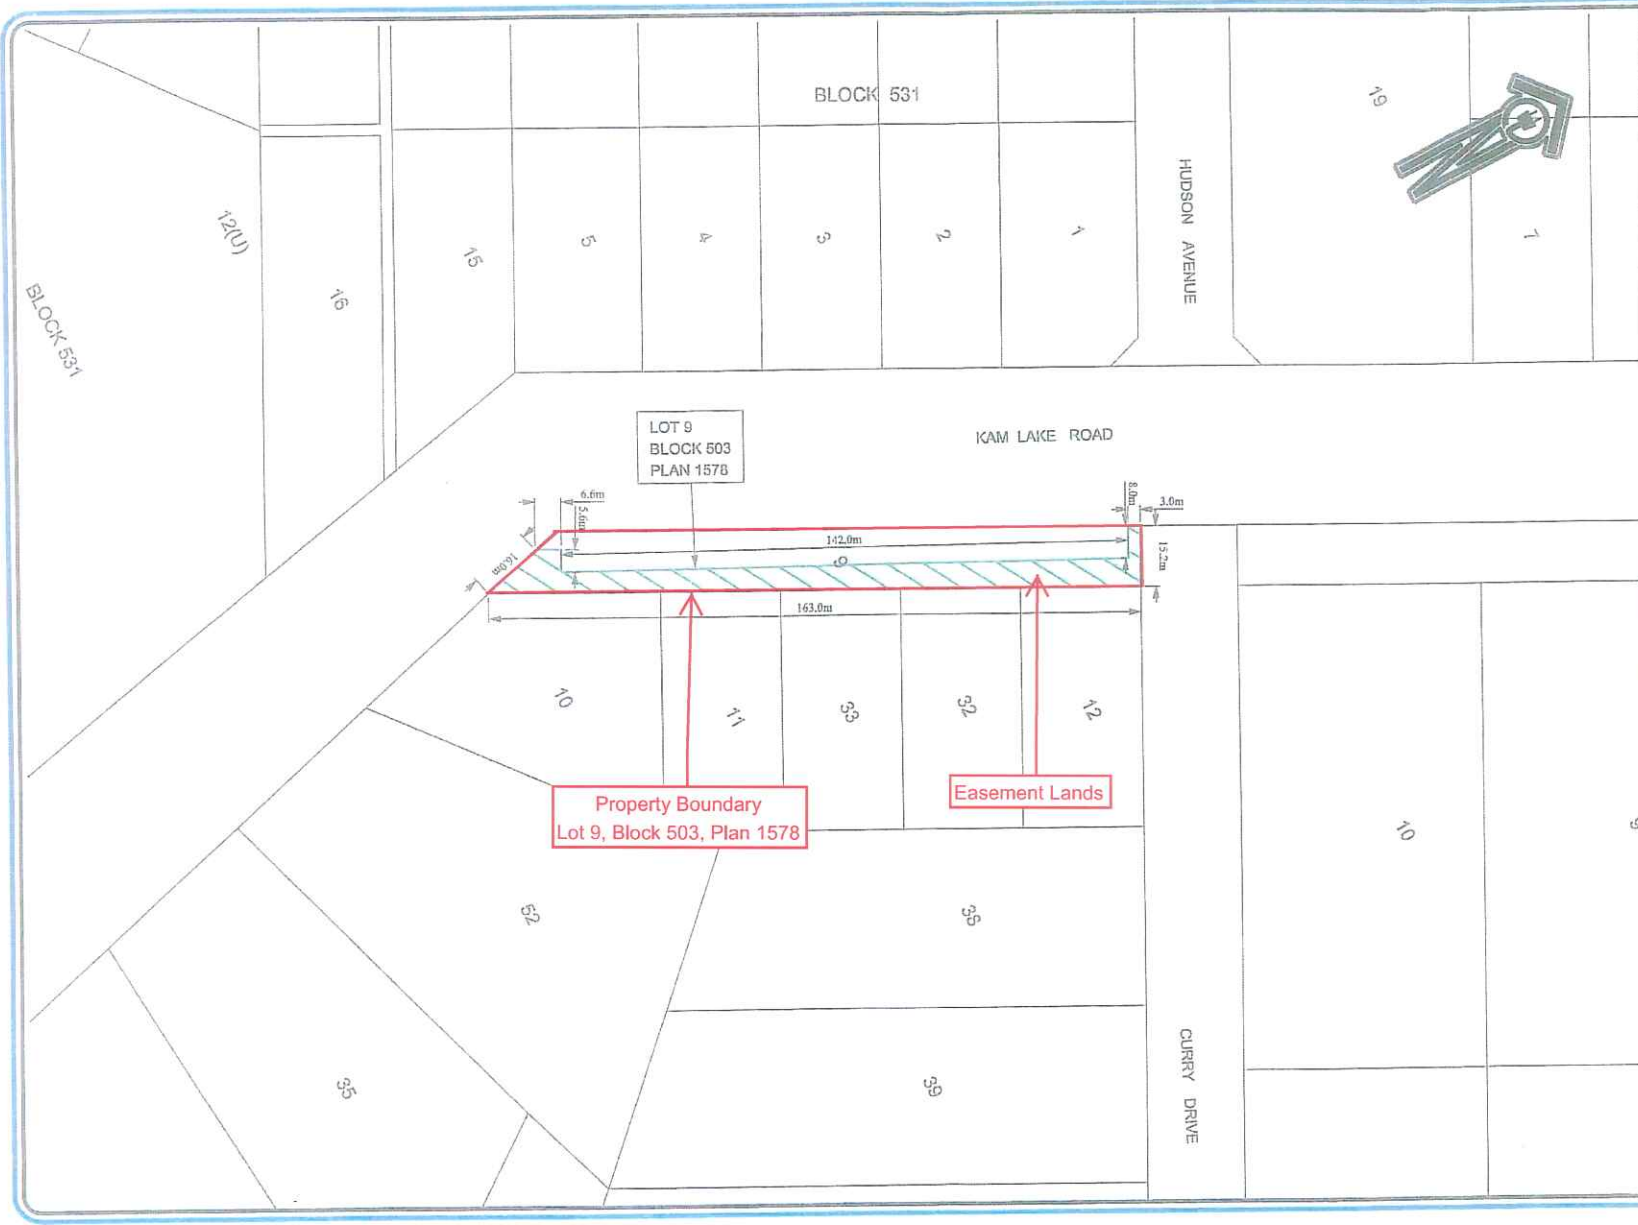 BLOCK 531
19
HUDSON AVENUE
12(U)
16
15
5
4
3
2
1
7
BLOCK 531
LOT 9
BLOCK 503
PLAN 1578
KAM LAKE ROAD
6.6m
5.6m
8.0m
3.0m
142.0m
16.0m
9
15.2m
163.0m
10
11
33
32
12
Property Boundary
Lot 9, Block 503, Plan 1578
Easement Lands
10
52
38
35
39
CURRY DRIVE